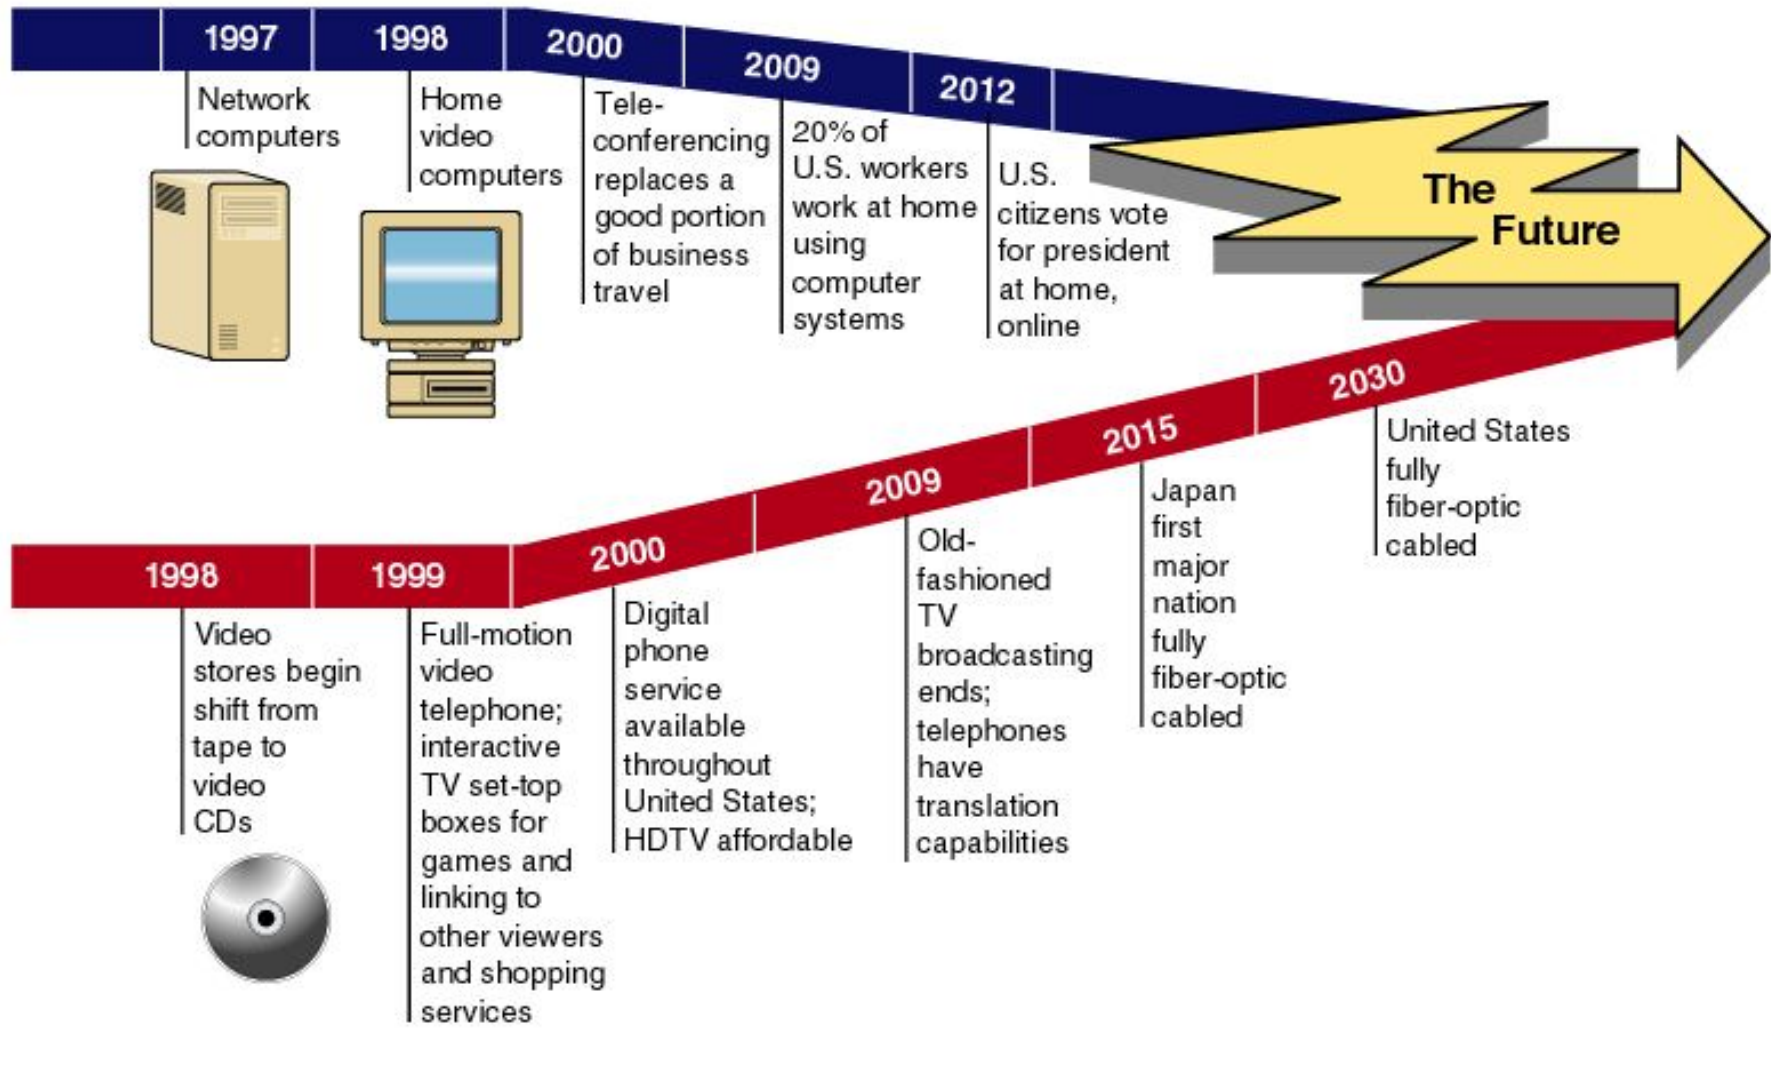 1997
Network
computers
1998
Home
video
computers
2000
Tele-
conferencing
replaces a
good portion
of business
travel
2009
20% of
U.S. workers
work at home
using
computer
systems
2012
U.S.
citizens vote
for president
at home,
online
The
Future
1998
Video
stores begin
shift from
tape to
video
CDs
1999
Full-motion
video
telephone;
interactive
TV set-top
boxes for
games and
linking to
other viewers
and shopping
services
2000
Digital
phone
service
available
throughout
United States;
HDTV affordable
2009
Old-
fashioned
TV
broadcasting
ends;
telephones
have
translation
capabilities
2015
Japan
first
major
nation
fully
fiber-optic
cabled
2030
United States
fully
fiber-optic
cabled